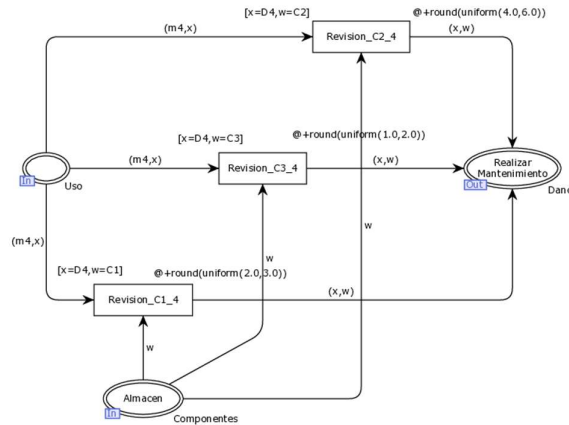 [x=D4,w=C2]
@+round(uniform(4.0,6.0))
(m4,x)
Revision_C2_4
(x,w)
[x=D4,w=C3]
@+round(uniform(1.0,2.0))
(m4,x)
Revision_C3_4
(x,w)
Realizar
Mantenimiento
In
Uso
Out
Dano
w
(m4,x)
[x=D4,w=C1]
@+round(uniform(2.0,3.0))
w
Revision_C1_4
(x,w)
w
Almacen
In
Componentes